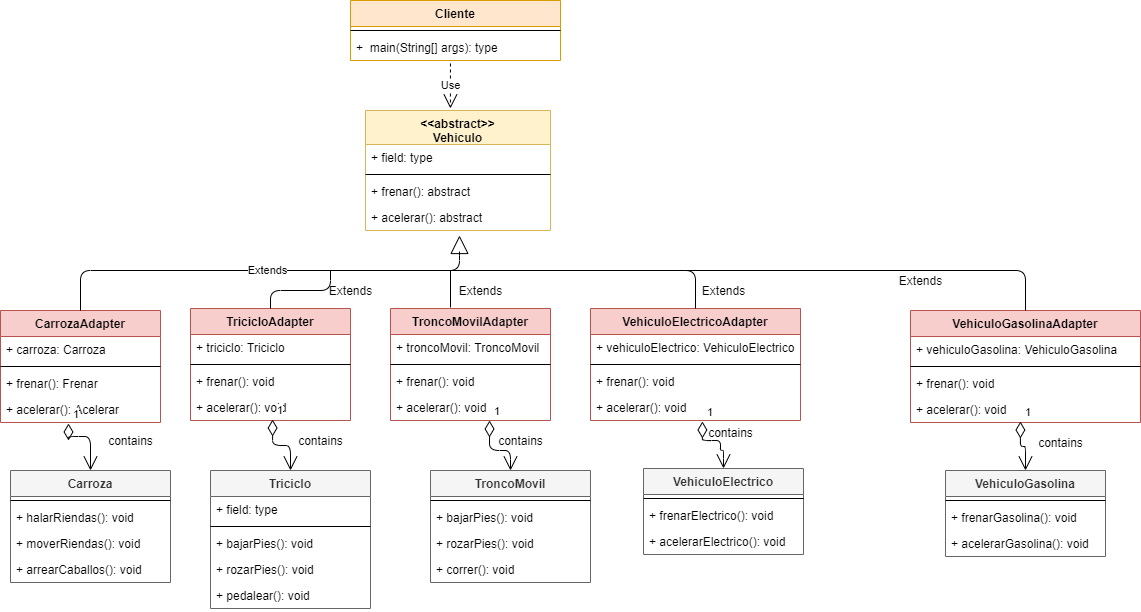 Cliente
+ main(String[] args): type
Use
<<abstract>>
Vehiculo
+ field: type
+ frenar(): abstract
+ acelerar(): abstract
Extends
Extends
Extends
Extends
Extends
CarrozaAdapter
+ carroza: Carroza
+ frenar(): Frenar
+ acelerar(): Acelerar
1
contains
TricicloAdapter
+ triciclo: Triciclo
+ frenar(): void
+ acelerar(): void
1
contains
TroncoMovilAdapter
+ troncoMovil: TroncoMovil
+ frenar(): void
+ acelerar(): void
1
contains
VehiculoElectricoAdapter
+ vehiculoElectrico: VehiculoElectrico
+ frenar(): void
+ acelerar(): void
1
contains
VehiculoGasolinaAdapter
+ vehiculoGasolina: VehiculoGasolina
+ frenar(): void
+ acelerar(): void
1
contains
Carroza
+ halarRiendas(): void
+ moverRiendas(): void
+ arrearCaballos(): void
Triciclo
+ field: type
+ bajarPies(): void
+ rozarPies(): void
+ pedalear(): void
TroncoMovil
+ bajarPies(): void
+ rozarPies(): void
+ correr(): void
VehiculoElectrico
+ frenarElectrico(): void
+ acelerarElectrico(): void
VehiculoGasolina
+ frenarGasolina(): void
+ acelerarGasolina(): void